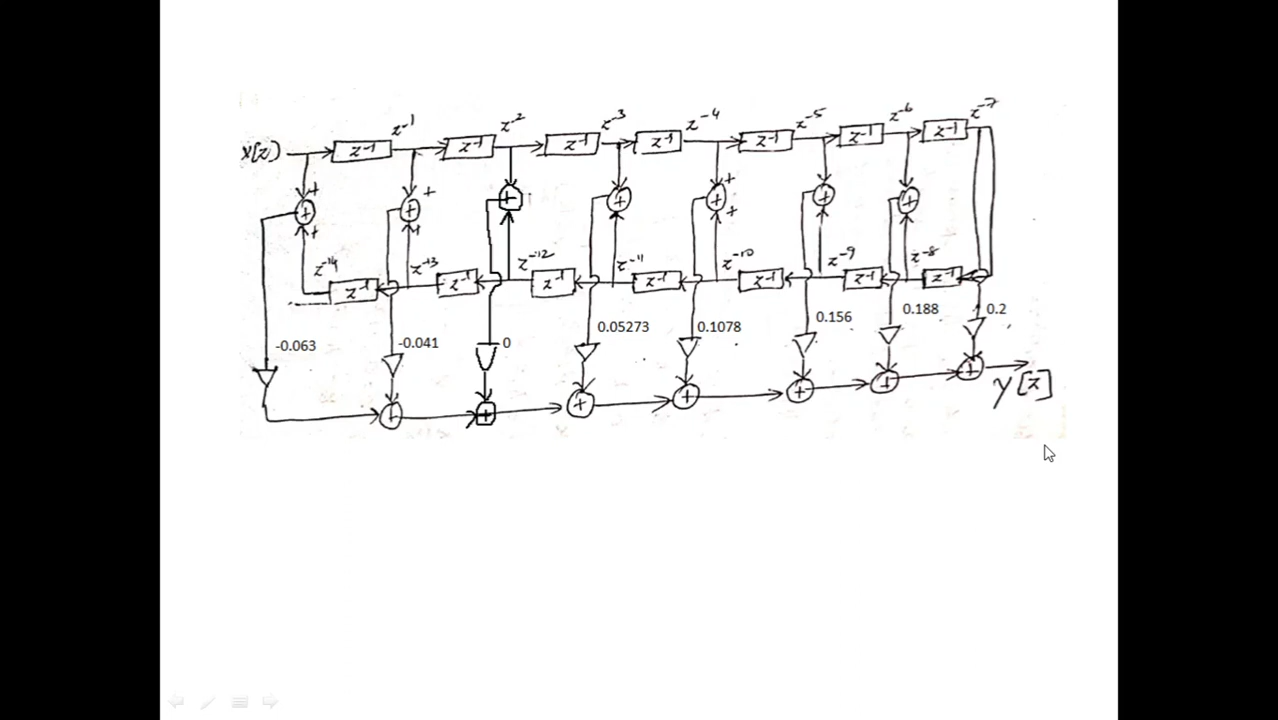 z⁻¹ z⁻² z⁻³ z⁻⁴ z⁻⁵ z⁻⁶ z⁻⁷
X[z] z⁻¹ z⁻¹ z⁻¹ z⁻¹ z⁻¹ z⁻¹ z⁻¹
+ + +
+ + + + + + +
+ + +
z⁻¹⁴ z⁻¹³ z⁻¹² z⁻¹¹ z⁻¹⁰ z⁻⁹ z⁻⁸
z⁻¹ z⁻¹ z⁻¹ z⁻¹ z⁻¹ z⁻¹ z⁻¹
-0.063 -0.041 0 0.05273 0.1078 0.156 0.188 0.2
+ + + + + + +
Y[z]